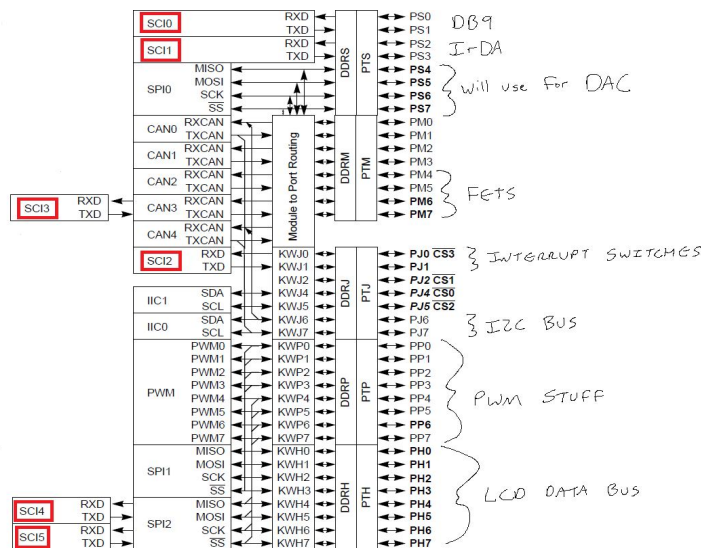 SCI0 RXD PS0 DB9
TXD PS1
SCI1 RXD PS2 IrDA
TXD PS3
SPI0 MISO PS4
MOSI PS5 Will use for DAC
SCK PS6
SS PS7
DDRS PTS
CAN0 RXCAN PM0
TXCAN PM1
CAN1 RXCAN PM2
TXCAN PM3
CAN2 RXCAN PM4
TXCAN PM5 FETS
SCI3 RXD CAN3 RXCAN PM6
TXD TXCAN PM7
CAN4 RXCAN
TXCAN
Module to Port Routing
DDRM PTM
SCI2 RXD KWJ0 PJ0 CS3 INTERRUPT SWITCHES
TXD KWJ1 PJ1
KWJ2 PJ2 CS1
IIC1 SDA KWJ4 PJ4 CS0
SCL KWJ5 PJ5 CS2
IIC0 SDA KWJ6 PJ6 I2C BUS
SCL KWJ7 PJ7
DDRJ PTJ
PWM PWM0 KWP0 PP0
PWM1 KWP1 PP1
PWM2 KWP2 PP2
PWM3 KWP3 PP3
PWM4 KWP4 PP4 PWM STUFF
PWM5 KWP5 PP5
PWM6 KWP6 PP6
PWM7 KWP7 PP7
DDRP PTP
SPI1 MISO KWH0 PH0
MOSI KWH1 PH1
SCK KWH2 PH2
SS KWH3 PH3 LCD DATA BUS
SCI4 RXD SPI2 MISO KWH4 PH4
TXD MOSI KWH5 PH5
SCI5 RXD SCK KWH6 PH6
TXD SS KWH7 PH7
DDRH PTH